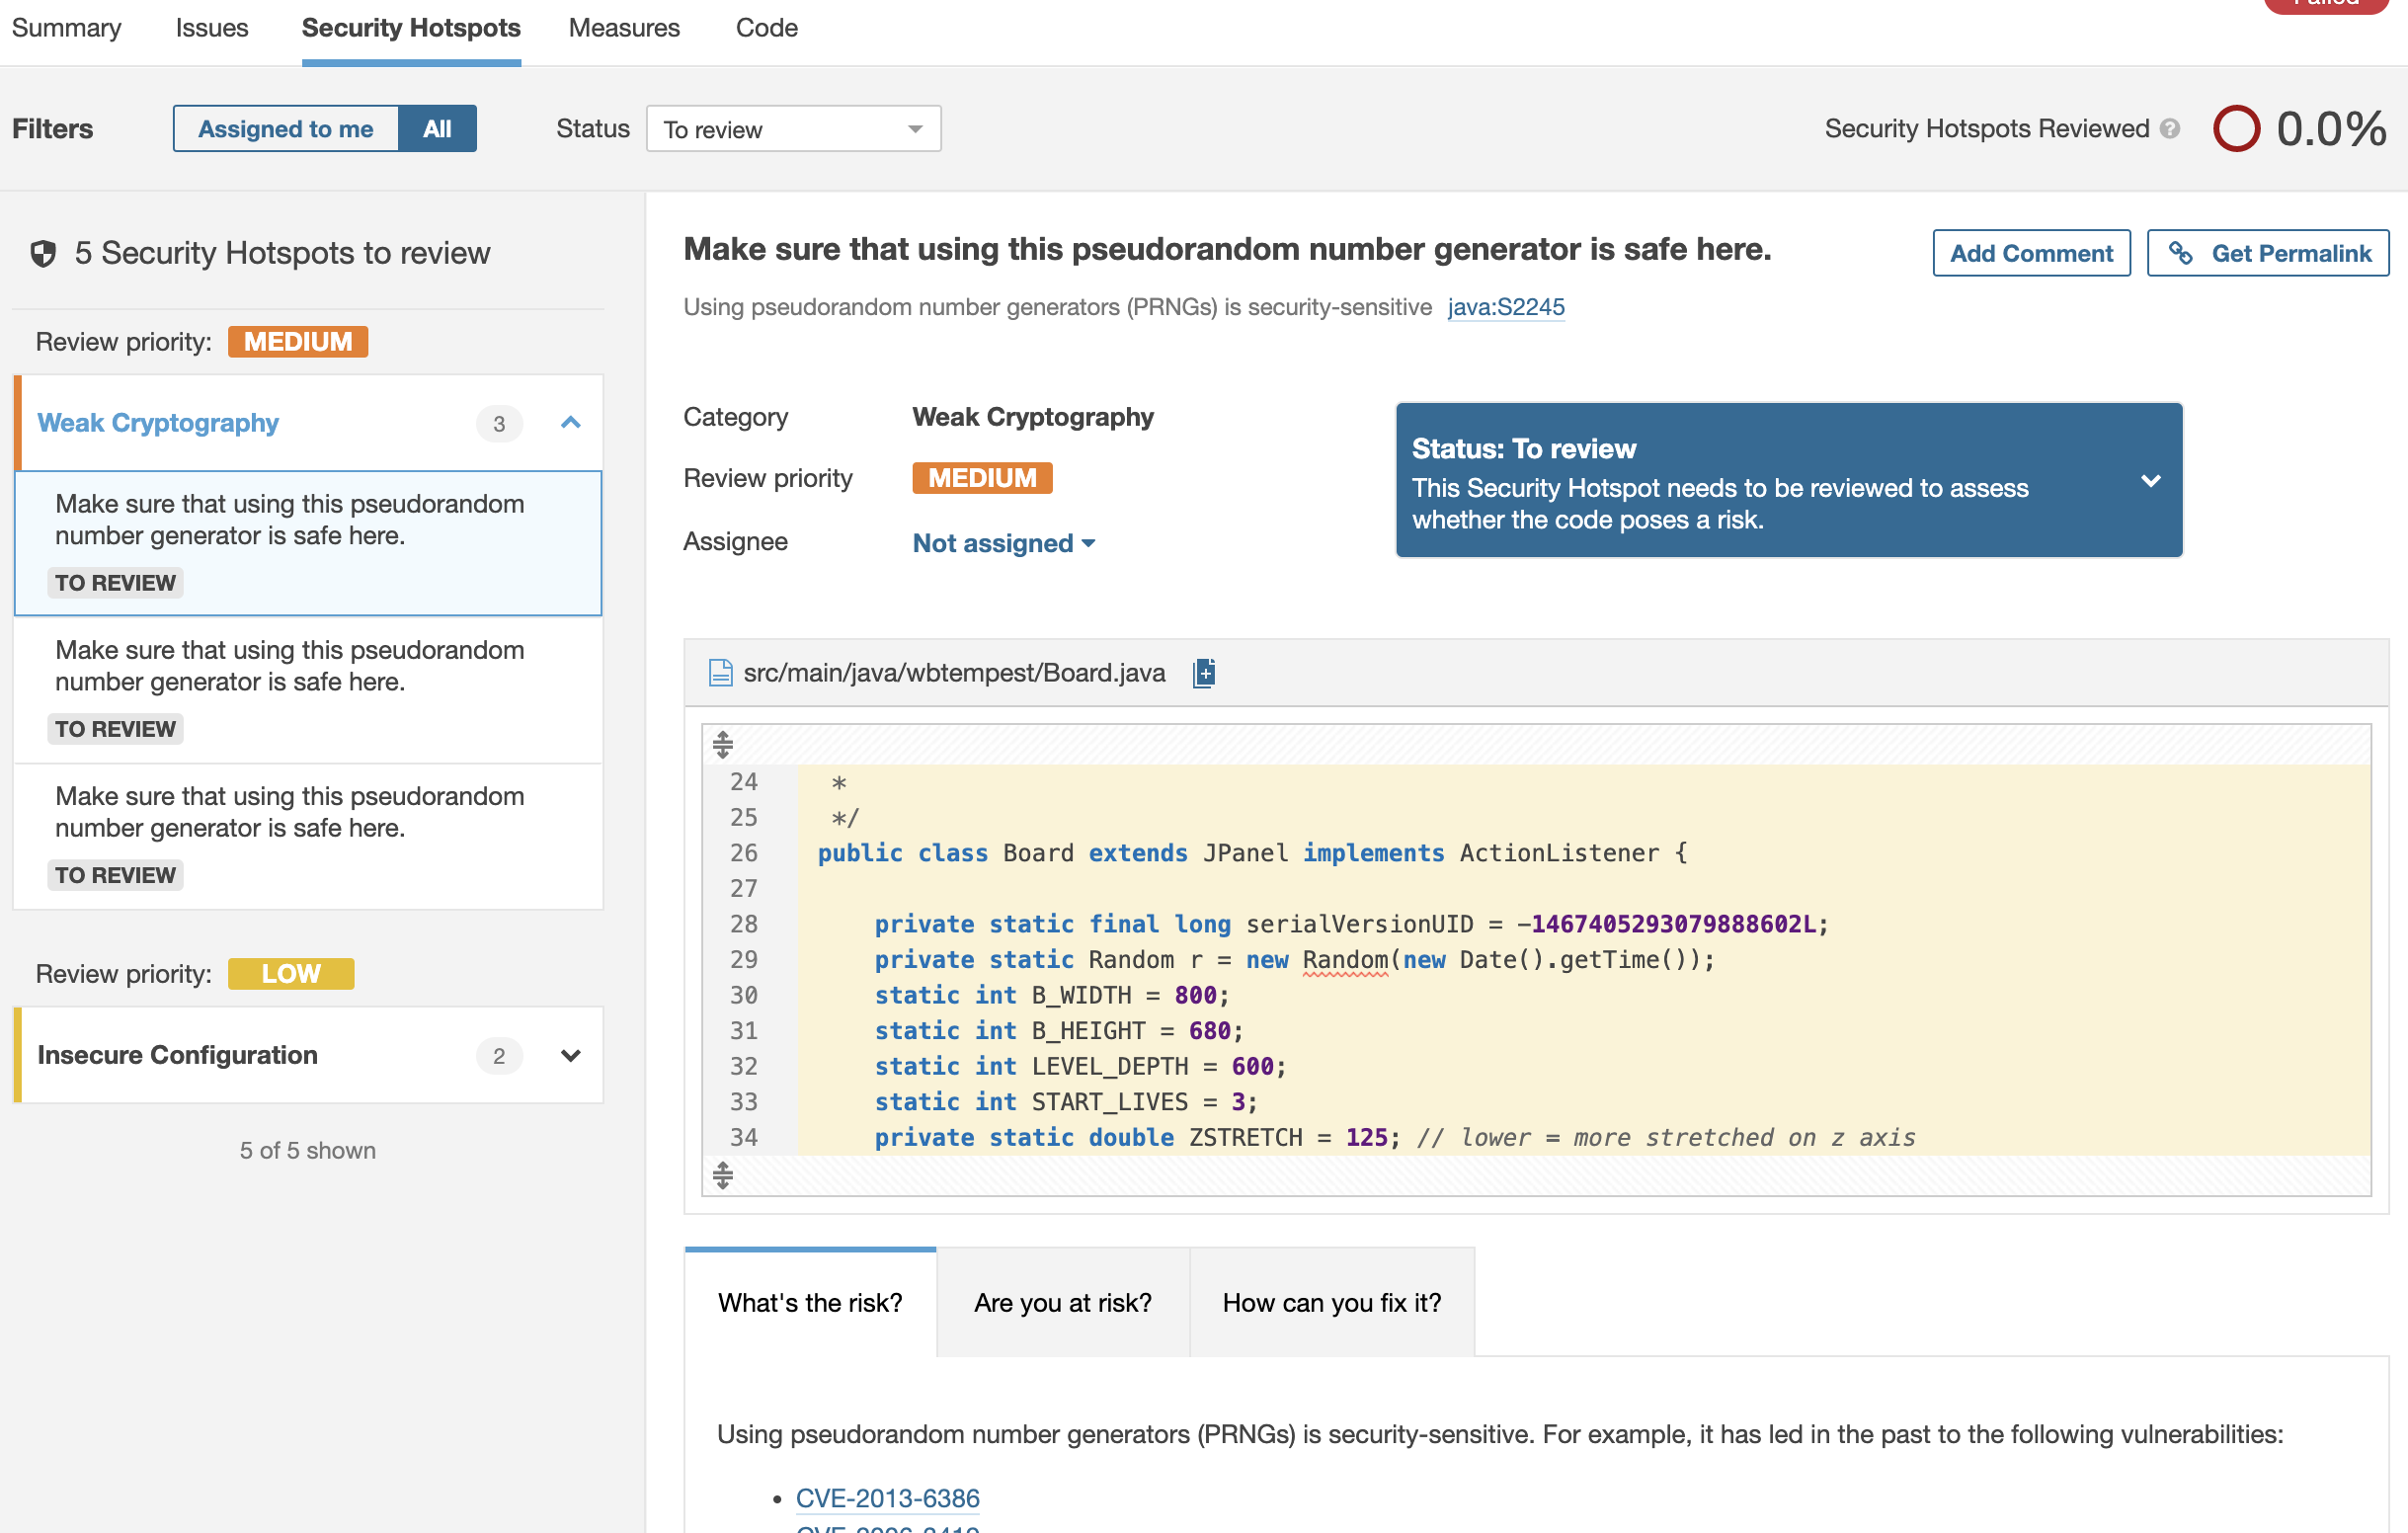 Summary Issues Security Hotspots Measures Code
Filters Assigned to me All Status To review Security Hotspots Reviewed ? 0.0%
5 Security Hotspots to review
Review priority: MEDIUM
Weak Cryptography 3
Make sure that using this pseudorandom
number generator is safe here.
TO REVIEW
Make sure that using this pseudorandom
number generator is safe here.
TO REVIEW
Make sure that using this pseudorandom
number generator is safe here.
TO REVIEW
Review priority: LOW
Insecure Configuration 2
5 of 5 shown
Make sure that using this pseudorandom number generator is safe here.
Add Comment Get Permalink
Using pseudorandom number generators (PRNGs) is security-sensitive java:S2245
Category Weak Cryptography
Review priority MEDIUM
Assignee Not assigned
Status: To review
This Security Hotspot needs to be reviewed to assess
whether the code poses a risk.
src/main/java/wbtempest/Board.java
24 *
25 */
26 public class Board extends JPanel implements ActionListener {
27
28 private static final long serialVersionUID = -1467405293079888602L;
29 private static Random r = new Random(new Date().getTime());
30 static int B_WIDTH = 800;
31 static int B_HEIGHT = 680;
32 static int LEVEL_DEPTH = 600;
33 static int START_LIVES = 3;
34 private static double ZSTRETCH = 125; // lower = more stretched on z axis
What's the risk? Are you at risk? How can you fix it?
Using pseudorandom number generators (PRNGs) is security-sensitive. For example, it has led in the past to the following vulnerabilities:
• CVE-2013-6386